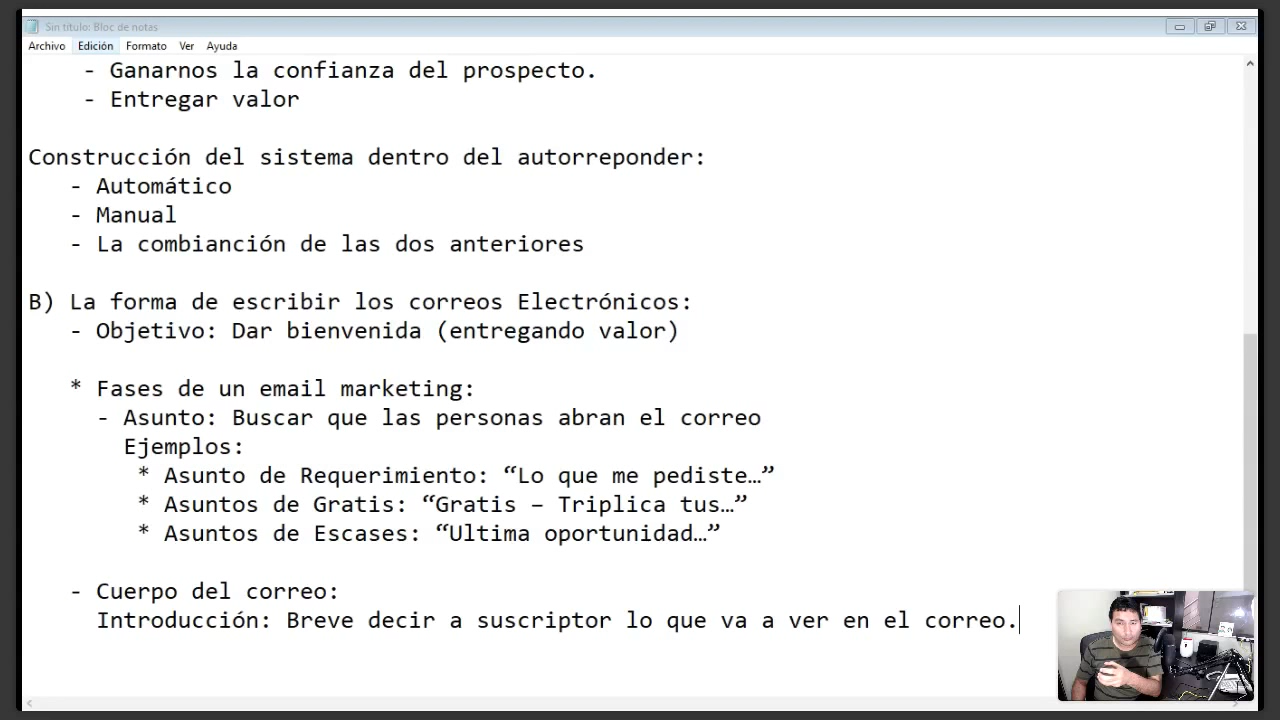 Sin título: Bloc de notas
Archivo Edición Formato Ver Ayuda
- Ganarnos la confianza del prospecto.
- Entregar valor
Construcción del sistema dentro del autorreponder:
- Automático
- Manual
- La combianción de las dos anteriores
B) La forma de escribir los correos Electrónicos:
- Objetivo: Dar bienvenida (entregando valor)
* Fases de un email marketing:
- Asunto: Buscar que las personas abran el correo
Ejemplos:
* Asunto de Requerimiento: “Lo que me pediste…”
* Asuntos de Gratis: “Gratis – Triplica tus…”
* Asuntos de Escases: “Ultima oportunidad…”
- Cuerpo del correo:
Introducción: Breve decir a suscriptor lo que va a ver en el correo.